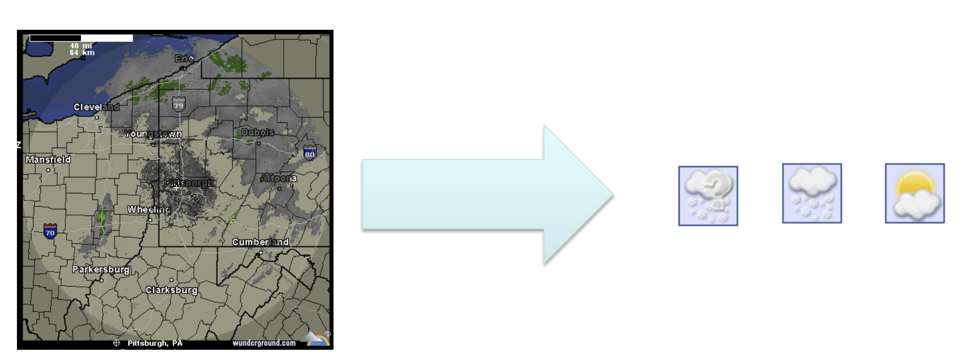 40 mi
64 km
Erie
79
Cleveland
Youngstown
Dubois
80
Mansfield
Pittsburgh
Altoona
Wheeling
70
Cumberland
Parkersburg
Clarksburg
Pittsburgh, PA
wunderground.com
?